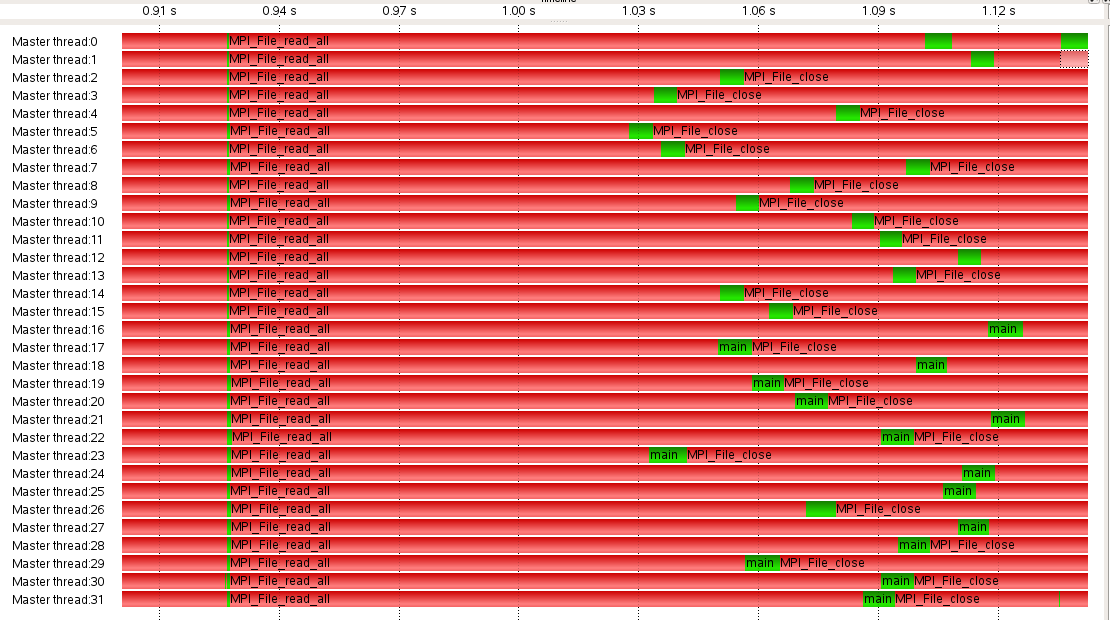 0.91 s 0.94 s 0.97 s 1.00 s 1.03 s 1.06 s 1.09 s 1.12 s
Master thread:0 MPI_File_read_all
Master thread:1 MPI_File_read_all
Master thread:2 MPI_File_read_all MPI_File_close
Master thread:3 MPI_File_read_all MPI_File_close
Master thread:4 MPI_File_read_all MPI_File_close
Master thread:5 MPI_File_read_all MPI_File_close
Master thread:6 MPI_File_read_all MPI_File_close
Master thread:7 MPI_File_read_all MPI_File_close
Master thread:8 MPI_File_read_all MPI_File_close
Master thread:9 MPI_File_read_all MPI_File_close
Master thread:10 MPI_File_read_all MPI_File_close
Master thread:11 MPI_File_read_all MPI_File_close
Master thread:12 MPI_File_read_all
Master thread:13 MPI_File_read_all MPI_File_close
Master thread:14 MPI_File_read_all MPI_File_close
Master thread:15 MPI_File_read_all MPI_File_close
Master thread:16 MPI_File_read_all main
Master thread:17 MPI_File_read_all main MPI_File_close
Master thread:18 MPI_File_read_all main
Master thread:19 MPI_File_read_all main MPI_File_close
Master thread:20 MPI_File_read_all main MPI_File_close
Master thread:21 MPI_File_read_all main
Master thread:22 MPI_File_read_all main MPI_File_close
Master thread:23 MPI_File_read_all main MPI_File_close
Master thread:24 MPI_File_read_all main
Master thread:25 MPI_File_read_all main
Master thread:26 MPI_File_read_all MPI_File_close
Master thread:27 MPI_File_read_all main
Master thread:28 MPI_File_read_all main MPI_File_close
Master thread:29 MPI_File_read_all main MPI_File_close
Master thread:30 MPI_File_read_all main MPI_File_close
Master thread:31 MPI_File_read_all main MPI_File_close